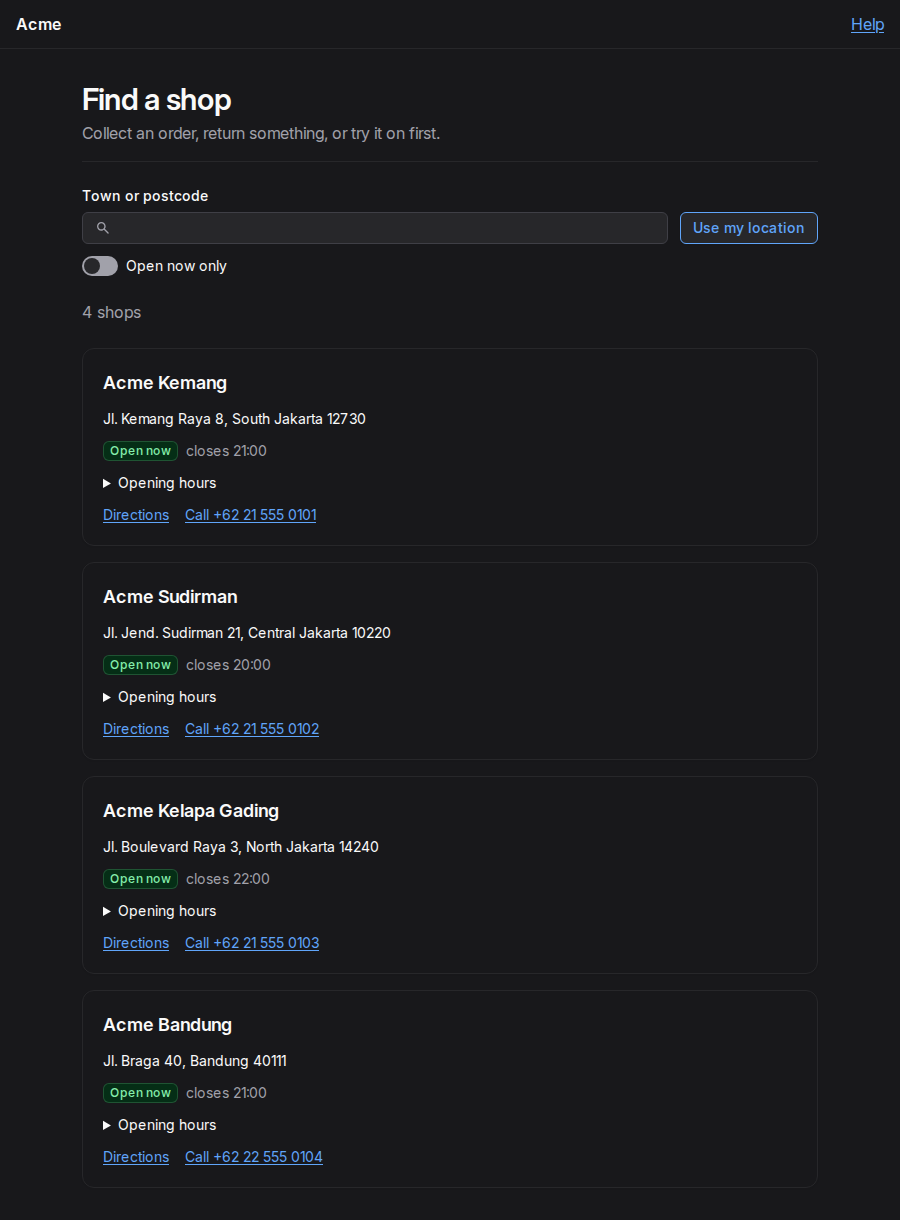 Acme
Help
Find a shop
Collect an order, return something, or try it on first.
Town or postcode
Use my location
Open now only
4 shops
Acme Kemang
Jl. Kemang Raya 8, South Jakarta 12730
Open now closes 21:00
Opening hours
Directions Call +62 21 555 0101
Acme Sudirman
Jl. Jend. Sudirman 21, Central Jakarta 10220
Open now closes 20:00
Opening hours
Directions Call +62 21 555 0102
Acme Kelapa Gading
Jl. Boulevard Raya 3, North Jakarta 14240
Open now closes 22:00
Opening hours
Directions Call +62 21 555 0103
Acme Bandung
Jl. Braga 40, Bandung 40111
Open now closes 21:00
Opening hours
Directions Call +62 22 555 0104